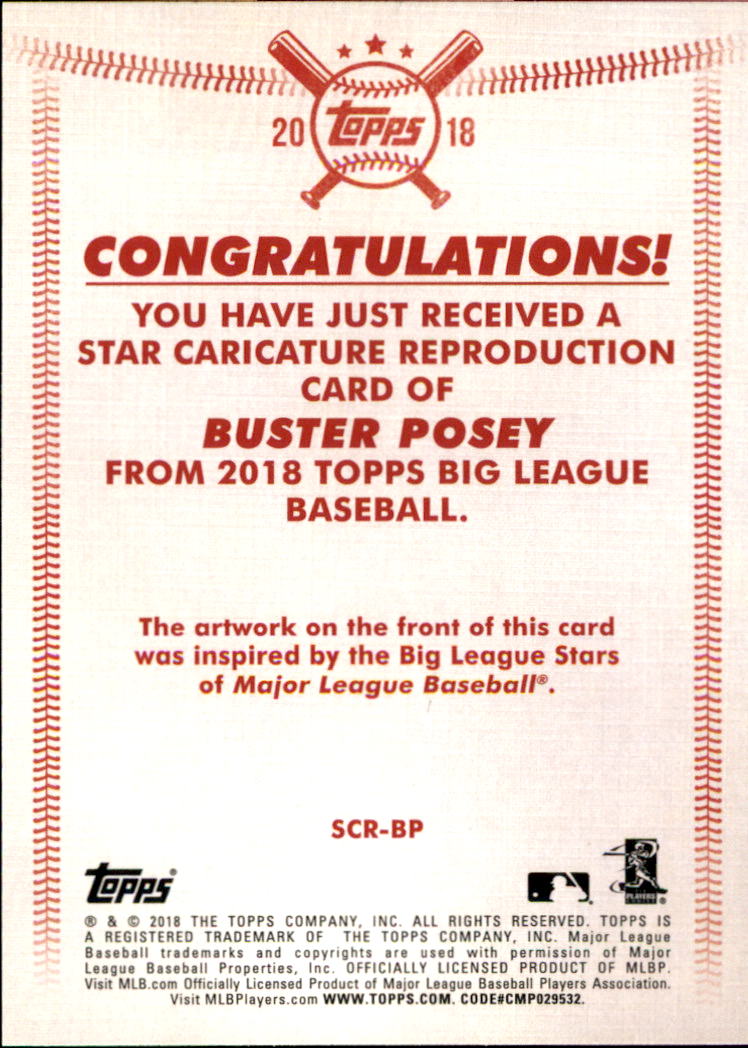 20 Topps 18
CONGRATULATIONS!
YOU HAVE JUST RECEIVED A
STAR CARICATURE REPRODUCTION
CARD OF
BUSTER POSEY
FROM 2018 TOPPS BIG LEAGUE
BASEBALL.
The artwork on the front of this card
was inspired by the Big League Stars
of Major League Baseball®.
SCR-BP
Topps®
PLAYERS
® & © 2018 THE TOPPS COMPANY, INC. ALL RIGHTS RESERVED. TOPPS IS
A REGISTERED TRADEMARK OF THE TOPPS COMPANY, INC. Major League
Baseball trademarks and copyrights are used with permission of Major
League Baseball Properties, Inc. OFFICIALLY LICENSED PRODUCT OF MLBP.
Visit MLB.com Officially Licensed Product of Major League Baseball Players Association.
Visit MLBPlayers.com WWW.TOPPS.COM. CODE#CMP029532.